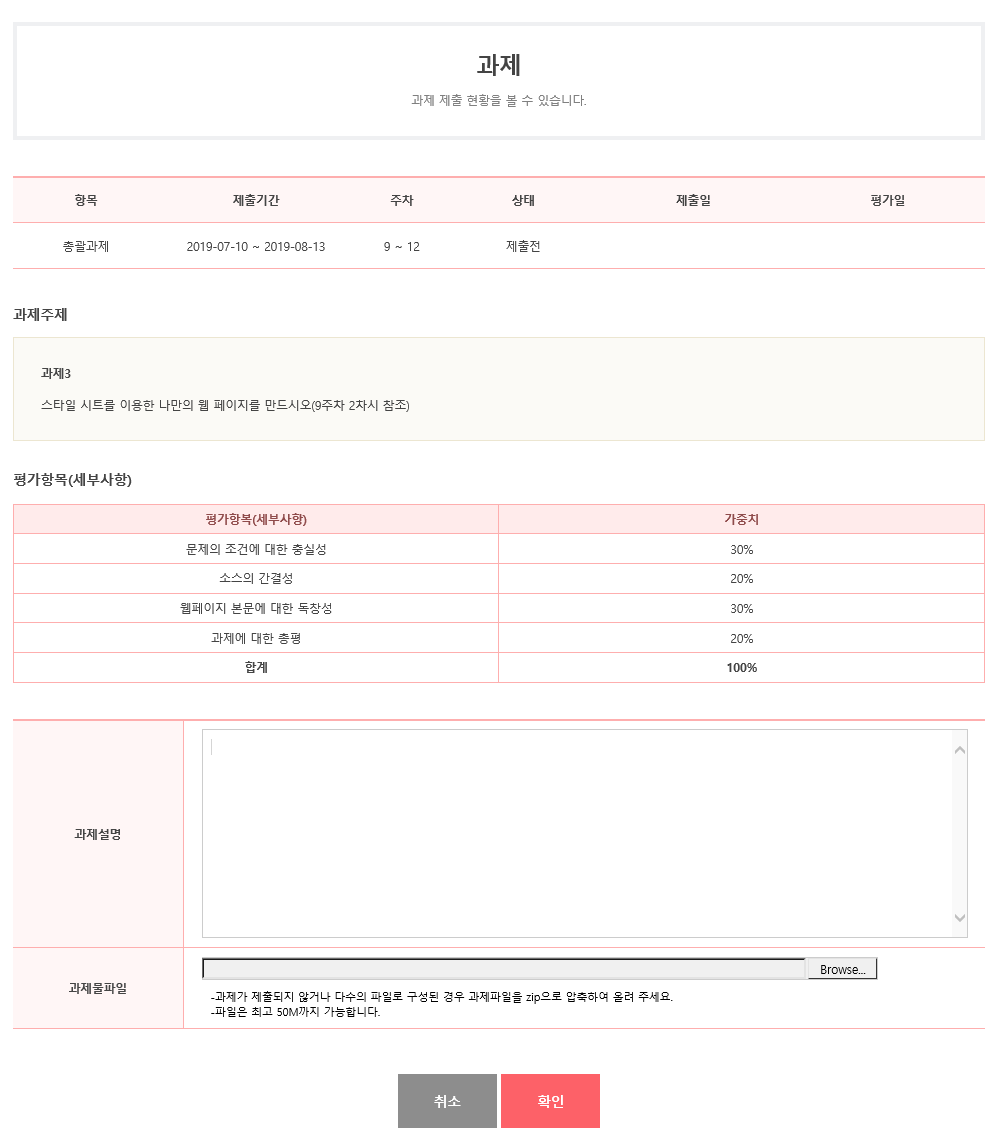 과제
과제 제출 현황을 볼 수 있습니다.
항목 제출기간 주차 상태 제출일 평가일
총괄과제 2019-07-10 ~ 2019-08-13 9 ~ 12 제출전
과제주제
과제3
스타일 시트를 이용한 나만의 웹 페이지를 만드시오(9주차 2차시 참조)
평가항목(세부사항)
평가항복(세부사항) 가중치
문제의 조건에 대한 충실성 30%
소스의 간결성 20%
웹페이지 본문에 대한 독창성 30%
과제에 대한 총평 20%
합계 100%
과제설명
과제물파일 Browse...
-과제가 제출되지 않거나 다수의 파일로 구성된 경우 과제파일을 zip으로 압축하여 올려 주세요.
-파일은 최고 50M까지 가능합니다.
취소 확인